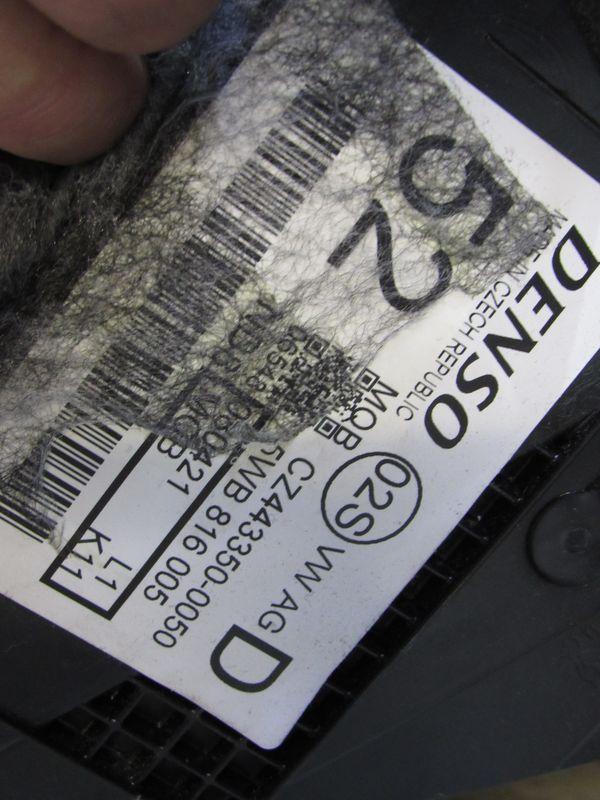 DENSO
MADE IN CZECH REPUBLIC
52
MQB 02S VW AG D
CZ443350-0050
5WB 816 005
L1
K11